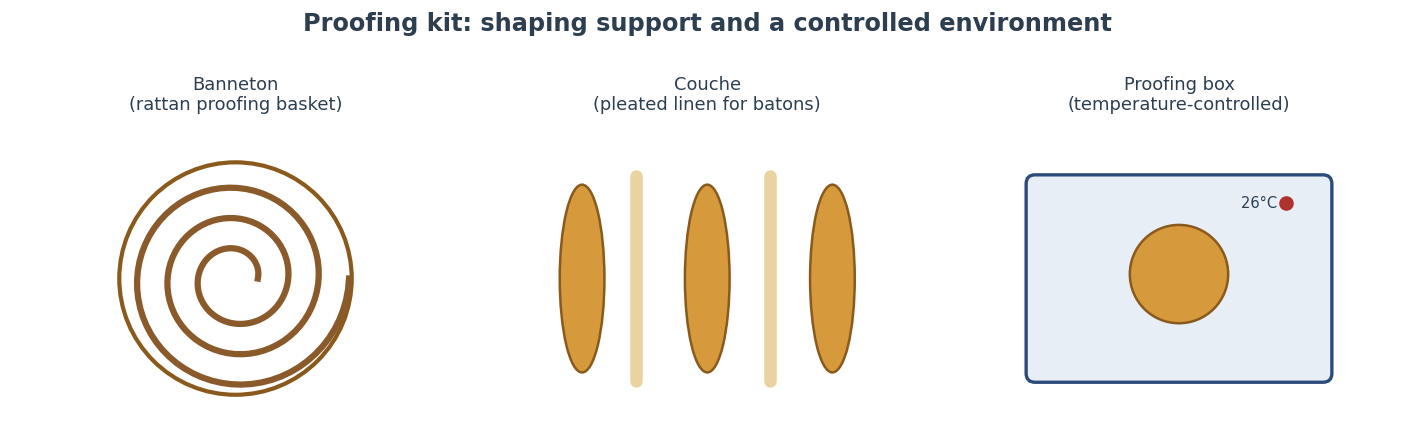 Proofing kit: shaping support and a controlled environment
Banneton
(rattan proofing basket)
Couche
(pleated linen for batons)
Proofing box
(temperature-controlled)
26°C